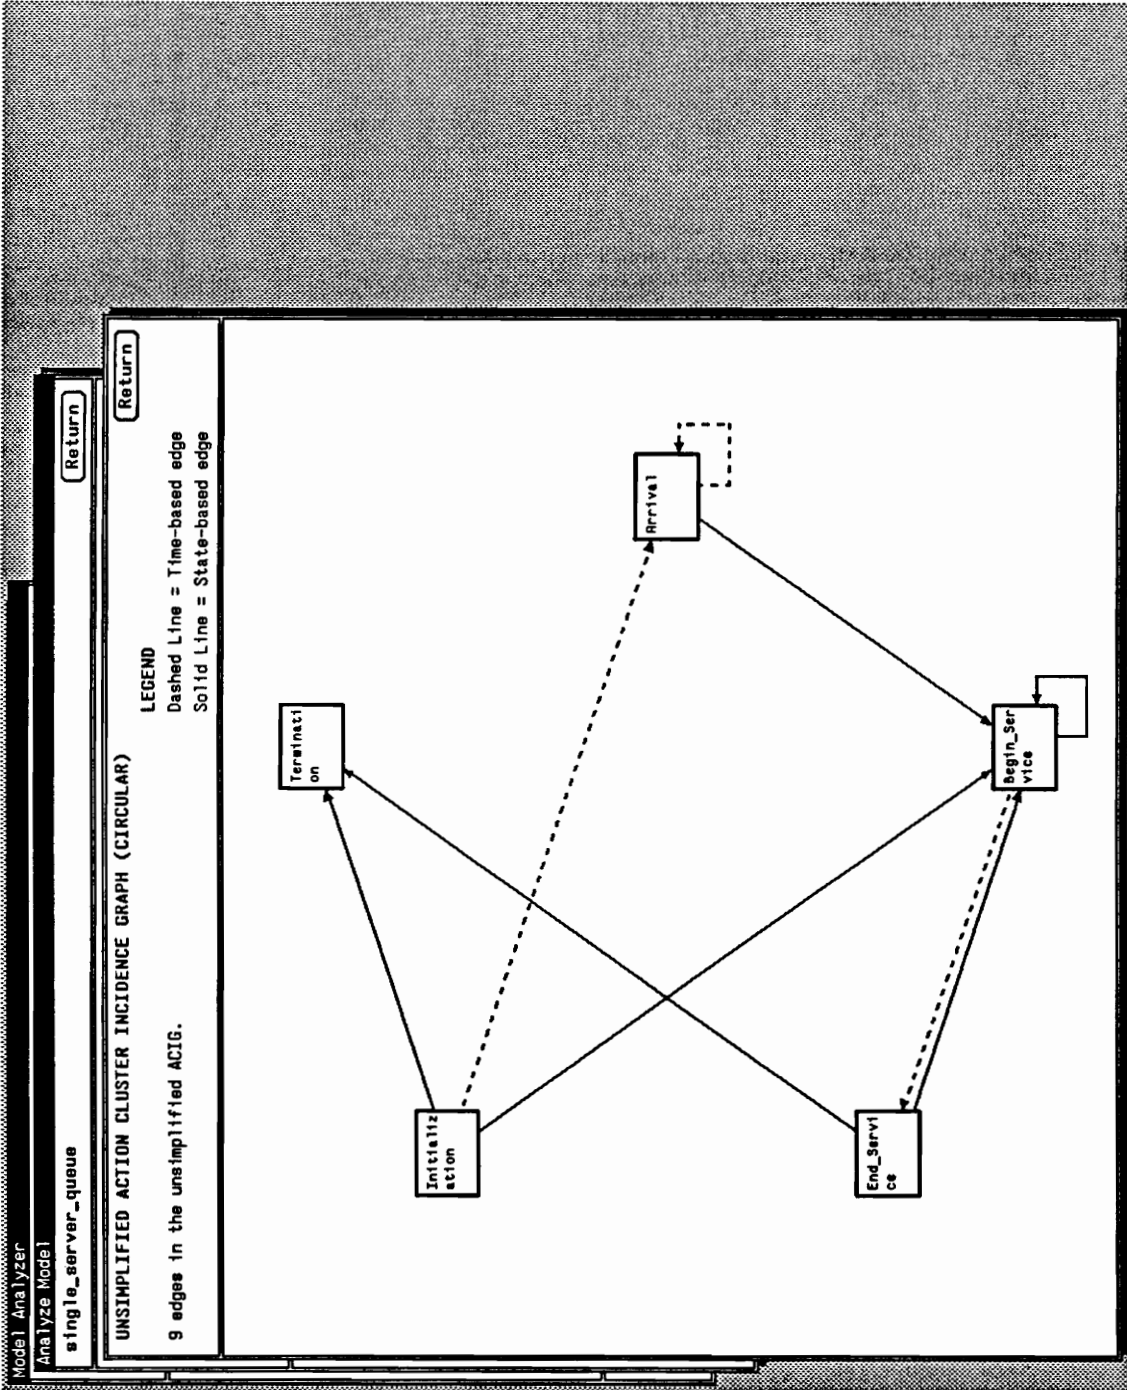 Model Analyzer
Analyze Model
single_server_queue
Return
UNSIMPLIFIED ACTION CLUSTER INCIDENCE GRAPH (CIRCULAR)
Return
LEGEND
9 edges in the unsimplified ACIG.
Dashed Line = Time-based edge
Solid Line = State-based edge
Terminati
on
Initializ
ation
Arrival
End_Servi
ce
Begin_Ser
vice